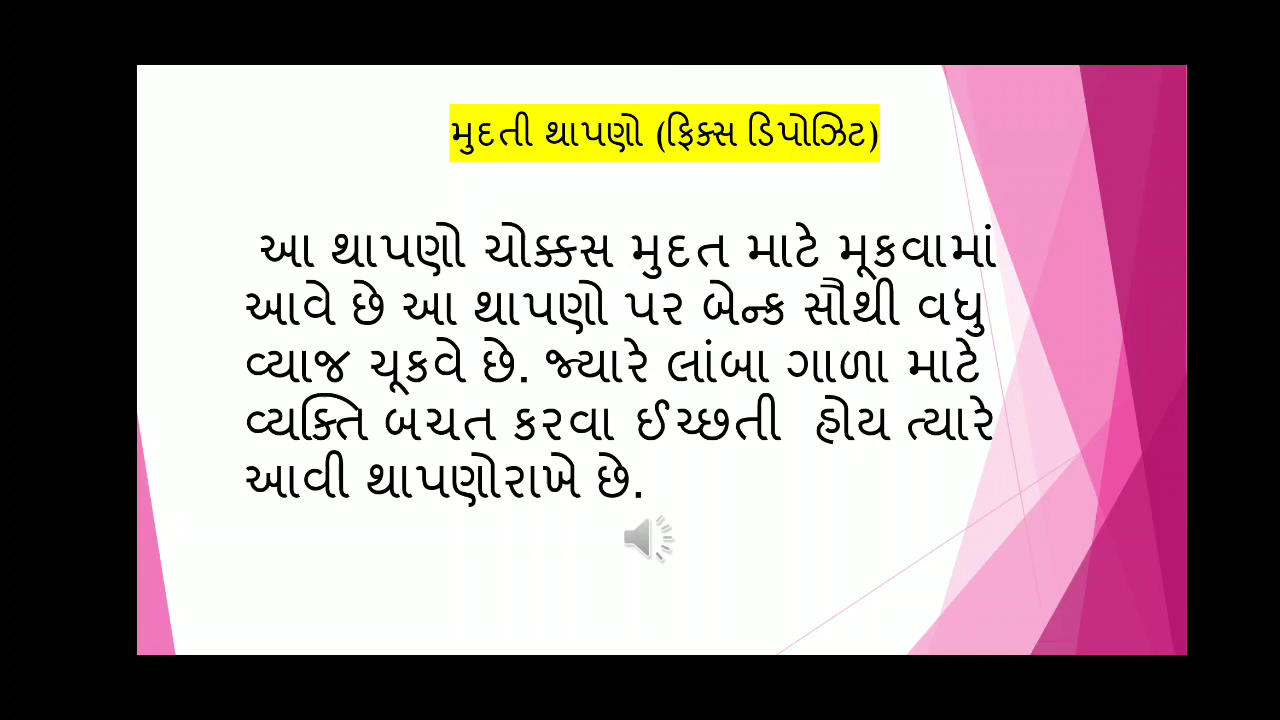 મુદતી થાપણો (ફિક્સ ડિપોઝિટ)
આ થાપણો ચોક્કસ મુદત માટે મૂકવામાં
આવે છે આ થાપણો પર બેન્ક સૌથી વધુ
વ્યાજ ચૂકવે છે. જ્યારે લાંબા ગાળા માટે
વ્યક્તિ બચત કરવા ઈચ્છતી હોય ત્યારે
આવી થાપણોરાખે છે.